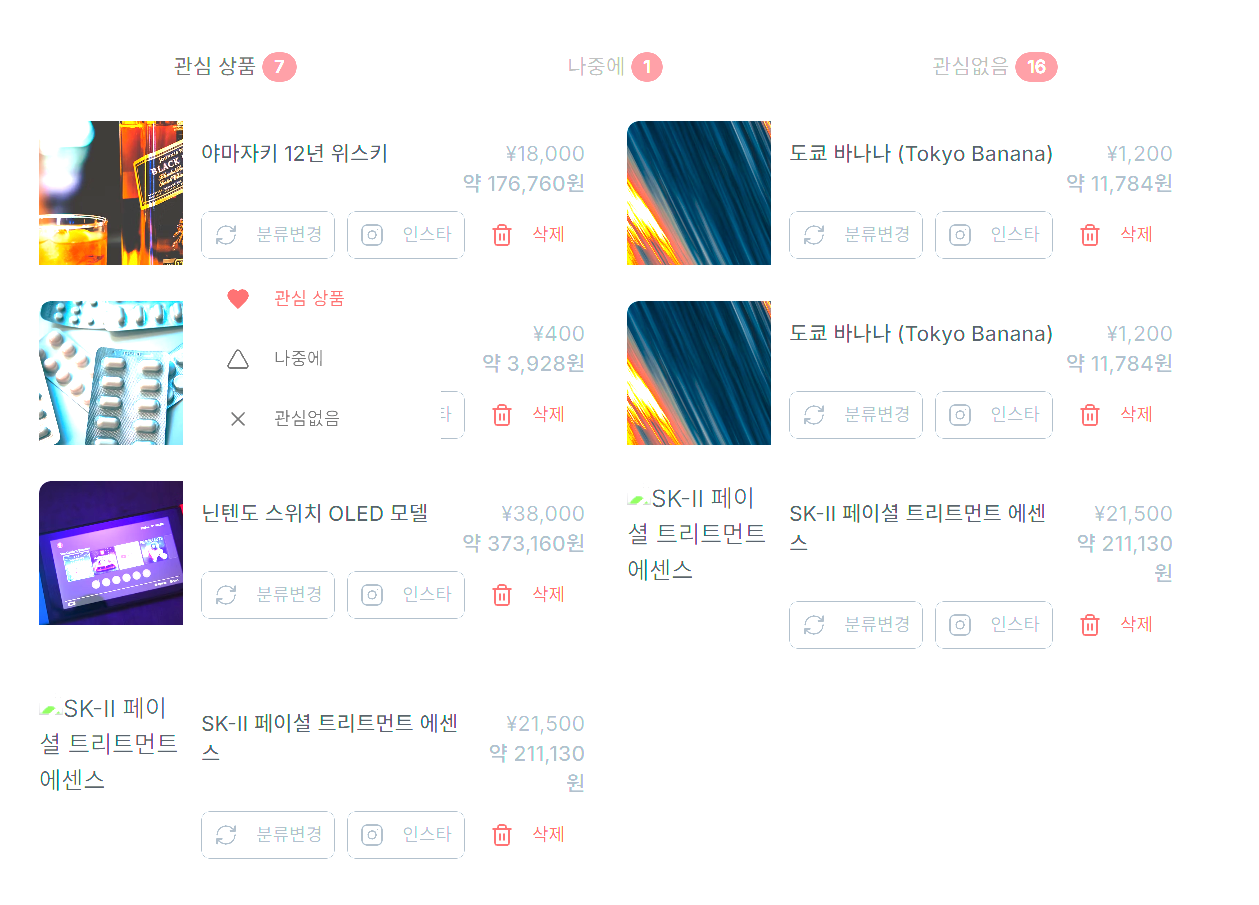 관심 상품 7
나중에 1
관심없음 16
BLACK
야마자키 12년 위스키
¥18,000
약 176,760원
분류변경
인스타
삭제
도쿄 바나나 (Tokyo Banana)
¥1,200
약 11,784원
분류변경
인스타
삭제
관심 상품
나중에
관심없음
¥400
약 3,928원
타
삭제
도쿄 바나나 (Tokyo Banana)
¥1,200
약 11,784원
분류변경
인스타
삭제
닌텐도 스위치 OLED 모델
¥38,000
약 373,160원
분류변경
인스타
삭제
SK-II 페이
셜 트리트먼트
에센스
SK-II 페이셜 트리트먼트 에센
스
¥21,500
약 211,130
원
분류변경
인스타
삭제
SK-II 페이
셜 트리트먼트
에센스
SK-II 페이셜 트리트먼트 에센
스
¥21,500
약 211,130
원
분류변경
인스타
삭제